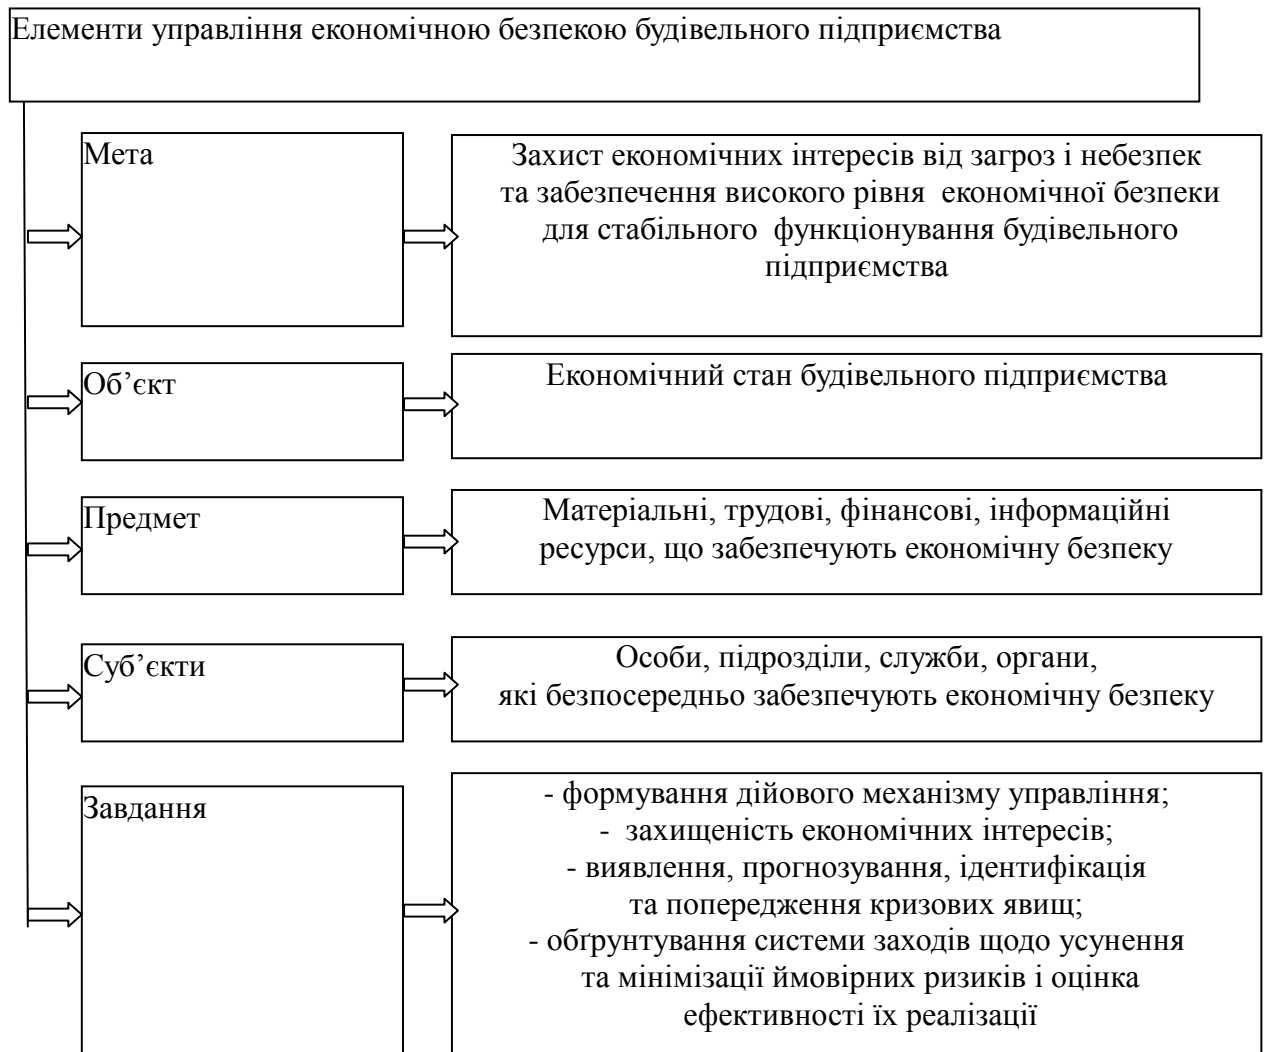 Елементи управління економічною безпекою будівельного підприємства
Мета
Захист економічних інтересів від загроз і небезпек
та забезпечення високого рівня економічної безпеки
для стабільного функціонування будівельного
підприємства
Об’єкт
Економічний стан будівельного підприємства
Предмет
Матеріальні, трудові, фінансові, інформаційні
ресурси, що забезпечують економічну безпеку
Суб’єкти
Особи, підрозділи, служби, органи,
які безпосередньо забезпечують економічну безпеку
Завдання
- формування дійового механізму управління;
- захищеність економічних інтересів;
- виявлення, прогнозування, ідентифікація
та попередження кризових явищ;
- обґрунтування системи заходів щодо усунення
та мінімізації ймовірних ризиків і оцінка
ефективності їх реалізації